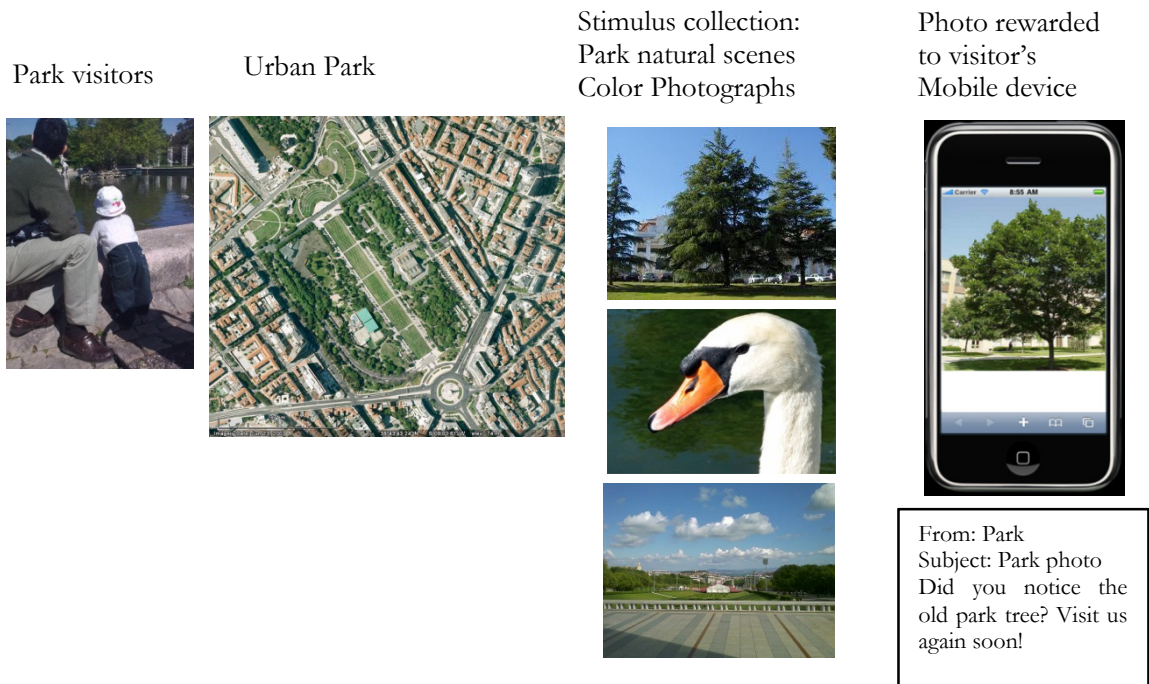 Park visitors
Urban Park
Stimulus collection:
Park natural scenes
Color Photographs
Photo rewarded
to visitor’s
Mobile device
Carrier
8:55 AM
From: Park
Subject: Park photo
Did you notice the
old park tree? Visit us
again soon!